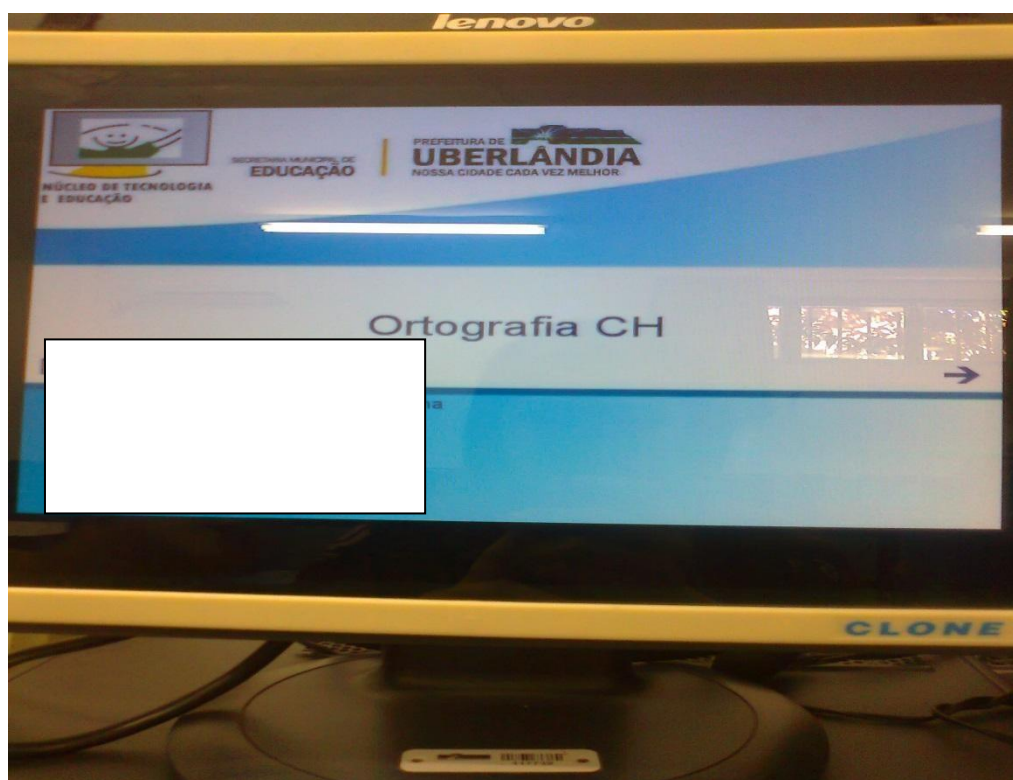 lenovo
NÚCLEO DE TECNOLOGIA
E EDUCAÇÃO
SECRETARIA MUNICIPAL DE
EDUCAÇÃO
PREFEITURA DE
UBERLÂNDIA
NOSSA CIDADE CADA VEZ MELHOR
Ortografia CH
na
CLONE